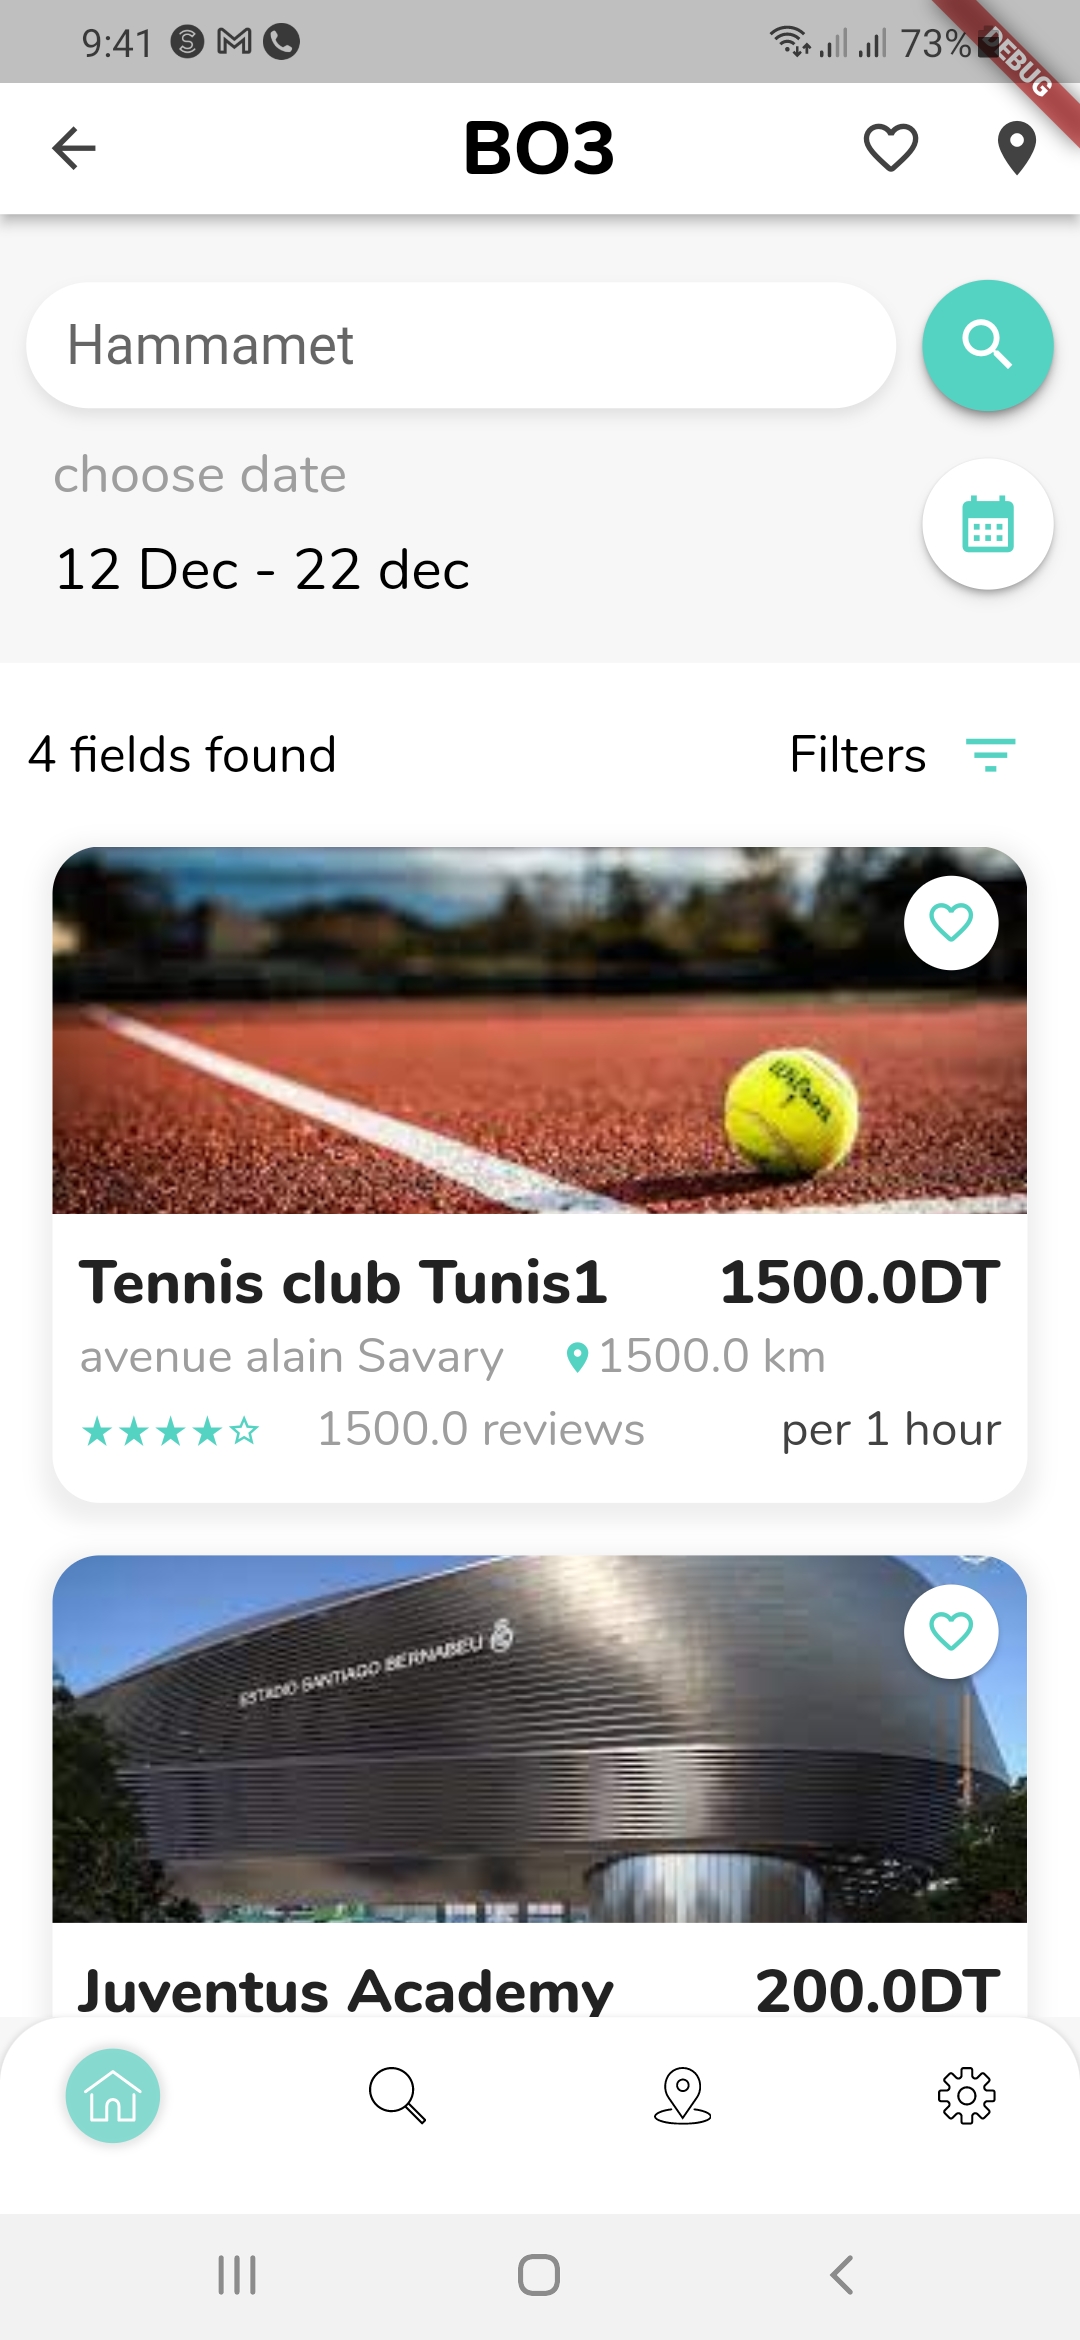 9:41 73%
DEBUG
BO3
Hammamet
choose date
12 Dec - 22 dec
4 fields found Filters
Wilson
1
Tennis club Tunis1 1500.0DT
avenue alain Savary 1500.0 km
1500.0 reviews per 1 hour
ESTADIO SANTIAGO BERNABEU
Juventus Academy 200.0DT